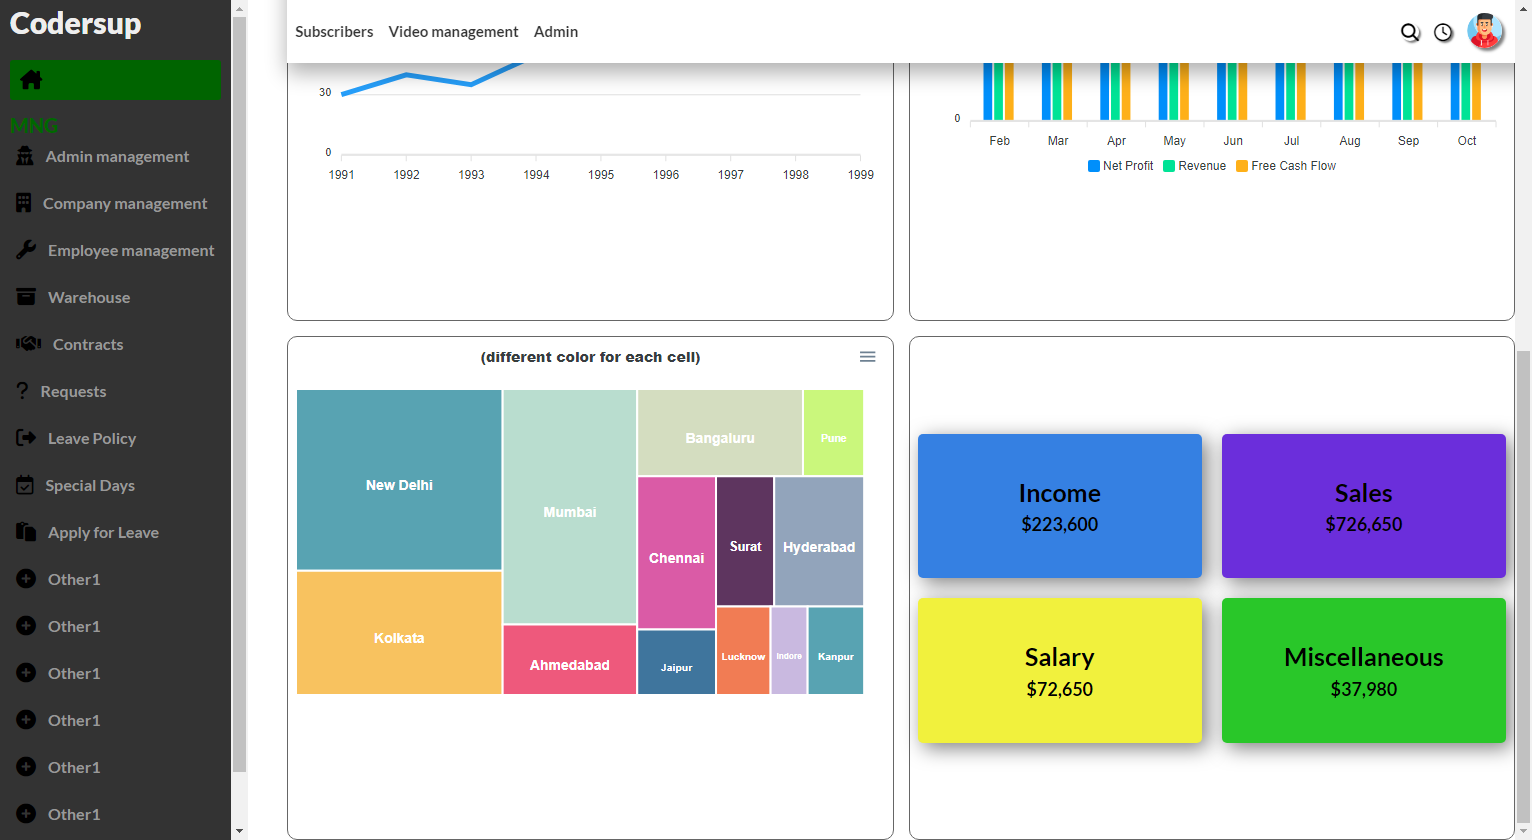 Codersup
MNG
Admin management
Company management
Employee management
Warehouse
Contracts
Requests
Leave Policy
Special Days
Apply for Leave
Other1
Other1
Other1
Other1
Other1
Other1
Subscribers Video management Admin
30
0
1991 1992 1993 1994 1995 1996 1997 1998 1999
0
Feb Mar Apr May Jun Jul Aug Sep Oct
Net Profit Revenue Free Cash Flow
(different color for each cell)
New Delhi
Kolkata
Mumbai
Ahmedabad
Bangaluru
Pune
Chennai
Surat
Hyderabad
Jaipur
Lucknow
Indore
Kanpur
Income
$223,600
Sales
$726,650
Salary
$72,650
Miscellaneous
$37,980